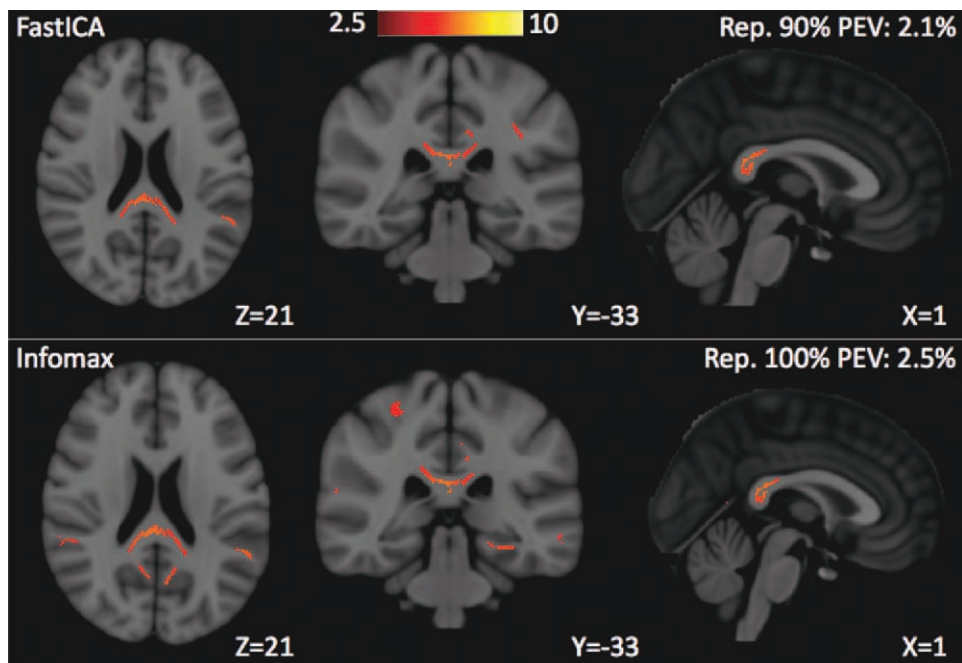 FastICA 2.5 10 Rep. 90% PEV: 2.1%
Z=21 Y=-33 X=1
Infomax Rep. 100% PEV: 2.5%
Z=21 Y=-33 X=1